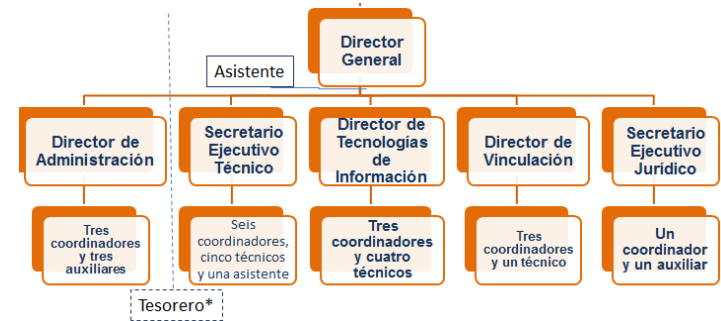 Director
General
Asistente
Director de
Administración
Secretario
Ejecutivo
Técnico
Director de
Tecnologías
de
Información
Director de
Vinculación
Secretario
Ejecutivo
Jurídico
Tres
coordinadores
y tres
auxiliares
Seis
coordinadores,
cinco técnicos
y una asistente
Tres
coordinadores
y cuatro
técnicos
Tres
coordinadores
y un técnico
Un
coordinador
y un auxiliar
Tesorero*